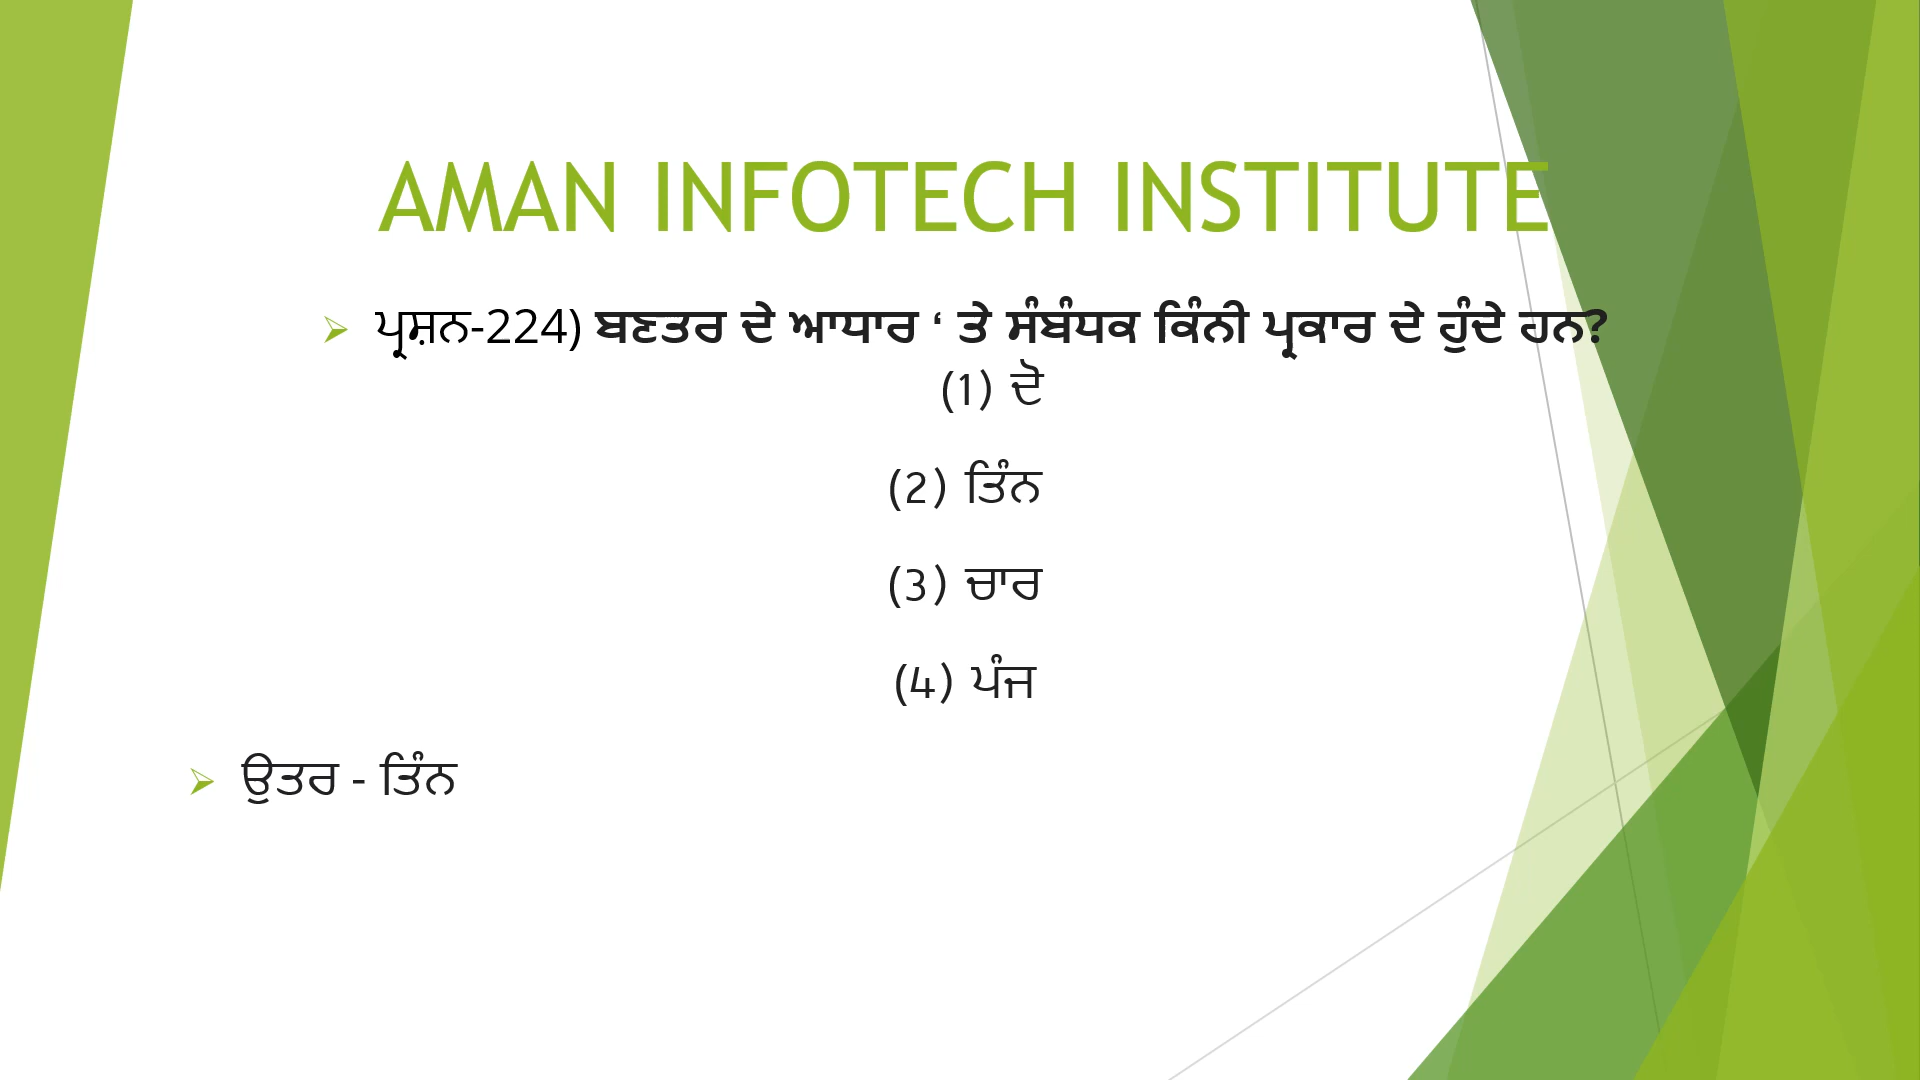 AMAN INFOTECH INSTITUTE
ਪ੍ਰਸ਼ਨ-224) ਬਣਤਰ ਦੇ ਆਧਾਰ ‘ ਤੇ ਸੰਬੰਧਕ ਕਿੰਨੀ ਪ੍ਰਕਾਰ ਦੇ ਹੁੰਦੇ ਹਨ?
(1) ਦੋ
(2) ਤਿੰਨ
(3) ਚਾਰ
(4) ਪੰਜ
ਉਤਰ - ਤਿੰਨ